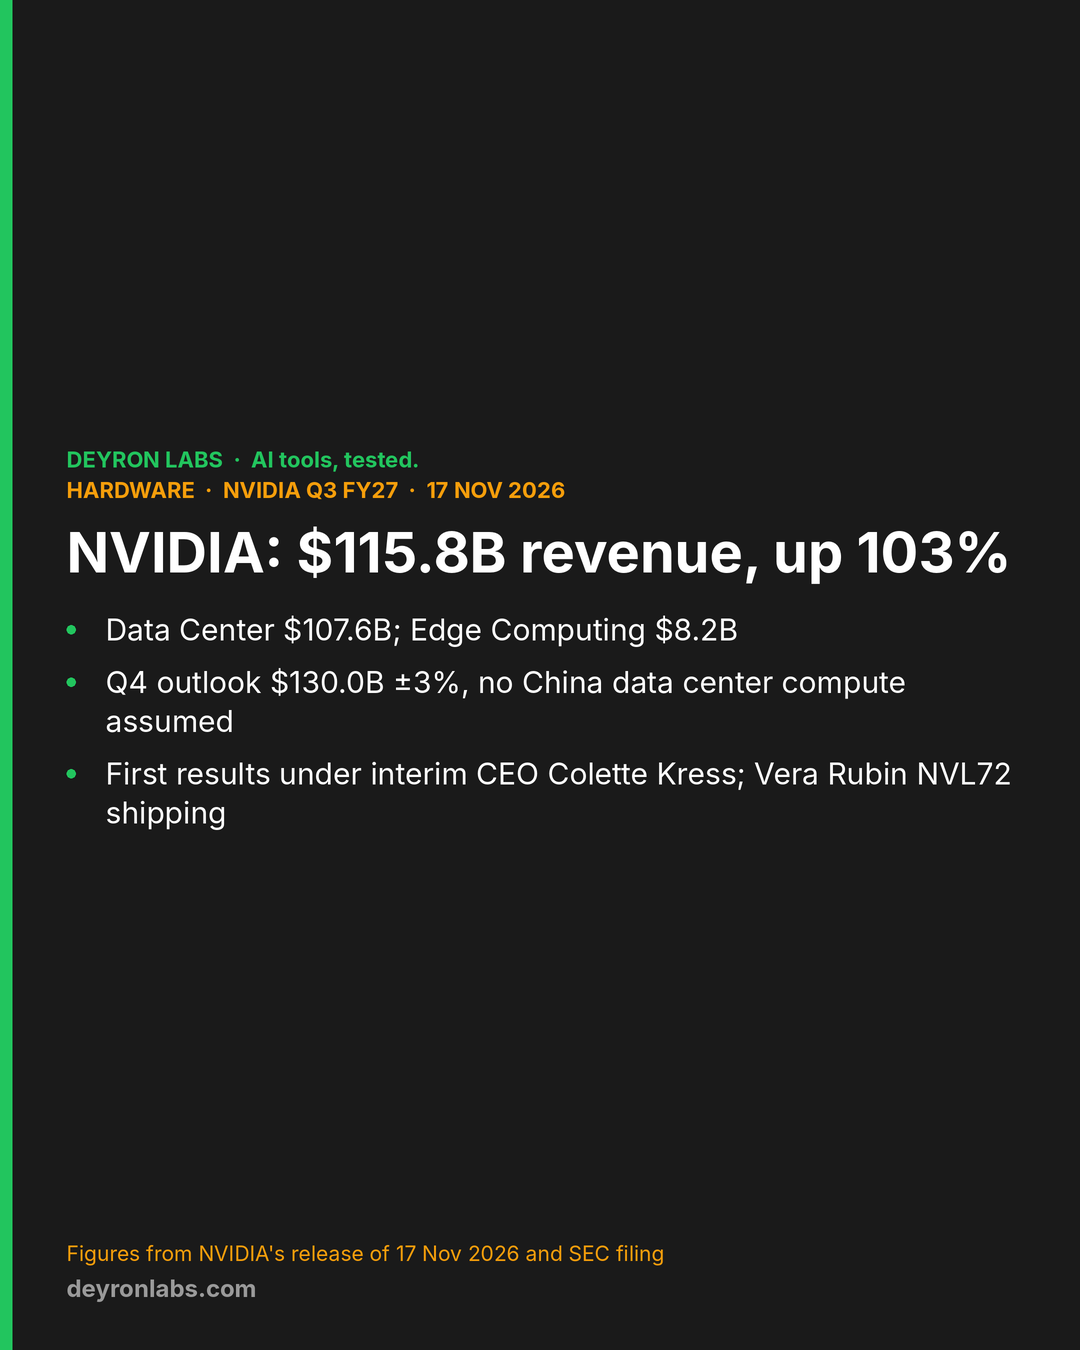 DEYRON LABS · AI tools, tested.
HARDWARE · NVIDIA Q3 FY27 · 17 NOV 2026
NVIDIA: $115.8B revenue, up 103%
• Data Center $107.6B; Edge Computing $8.2B
• Q4 outlook $130.0B ±3%, no China data center compute
assumed
• First results under interim CEO Colette Kress; Vera Rubin NVL72
shipping
Figures from NVIDIA's release of 17 Nov 2026 and SEC filing
deyronlabs.com